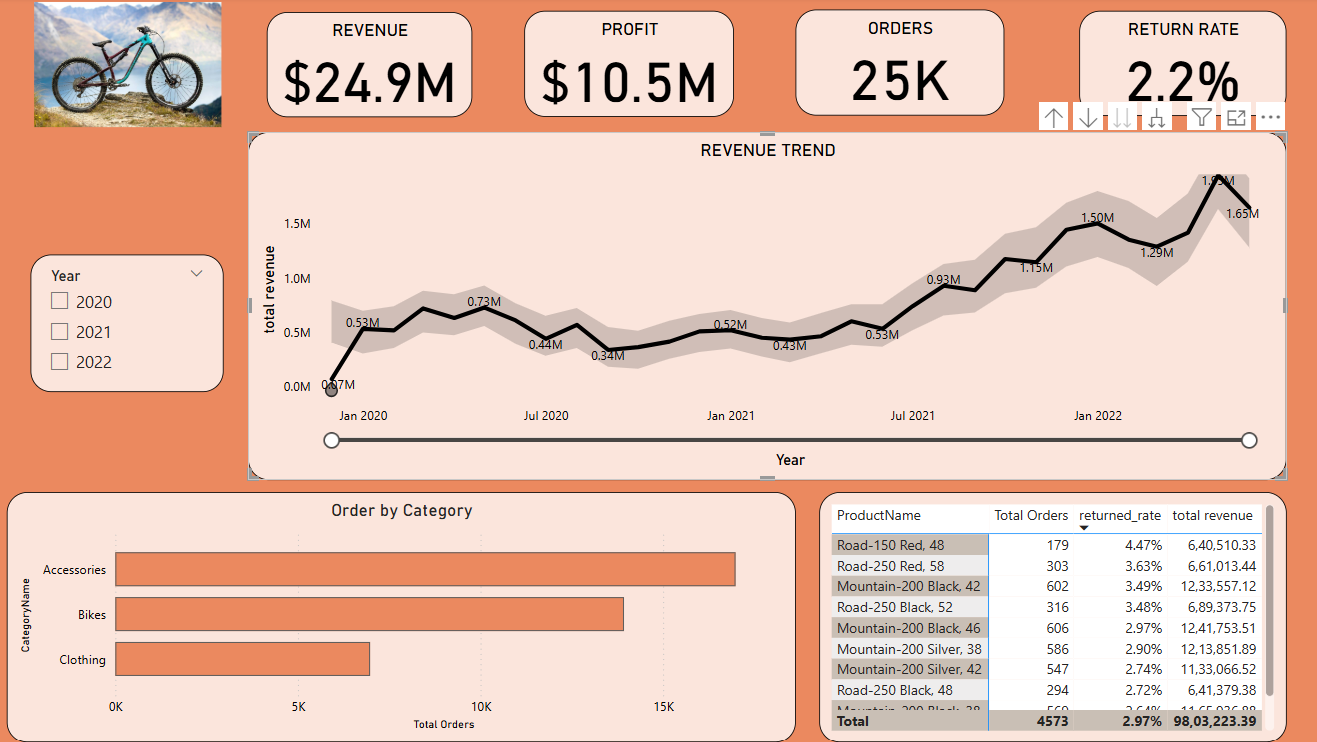 REVENUE
$24.9M
PROFIT
$10.5M
ORDERS
25K
RETURN RATE
2.2%
REVENUE TREND
total revenue
1.5M
1.0M
0.5M
0.0M
0.07M
0.53M
0.73M
0.44M
0.34M
0.52M
0.43M
0.53M
0.93M
1.15M
1.50M
1.29M
1.65M
Jan 2020
Jul 2020
Jan 2021
Jul 2021
Jan 2022
Year
Year
2020
2021
2022
Order by Category
CategoryName
Accessories
Bikes
Clothing
0K
5K
10K
15K
Total Orders
ProductName Total Orders returned_rate total revenue
Road-150 Red, 48 179 4.47% 6,40,510.33
Road-250 Red, 58 303 3.63% 6,61,013.44
Mountain-200 Black, 42 602 3.49% 12,33,557.12
Road-250 Black, 52 316 3.48% 6,89,373.75
Mountain-200 Black, 46 606 2.97% 12,41,753.51
Mountain-200 Silver, 38 586 2.90% 12,13,851.89
Mountain-200 Silver, 42 547 2.74% 11,33,066.52
Road-250 Black, 48 294 2.72% 6,41,379.38
Total 4573 2.97% 98,03,223.39